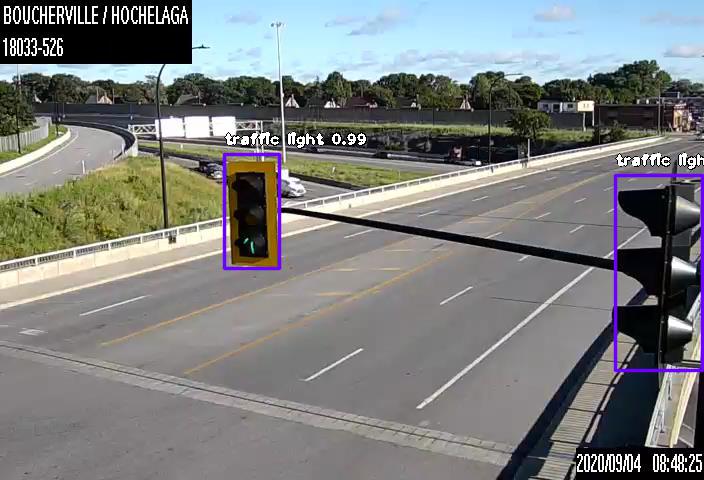 BOUCHERVILLE / HOCHELAGA
18033-526
traffic light 0.99
traffic ligh
2020/09/04 08:48:25